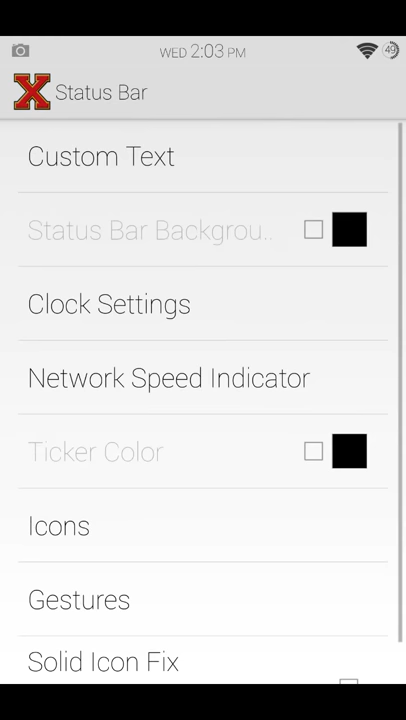 WED 2:03 PM
49
X Status Bar
Custom Text
Status Bar Backgrou..
Clock Settings
Network Speed Indicator
Ticker Color
Icons
Gestures
Solid Icon Fix